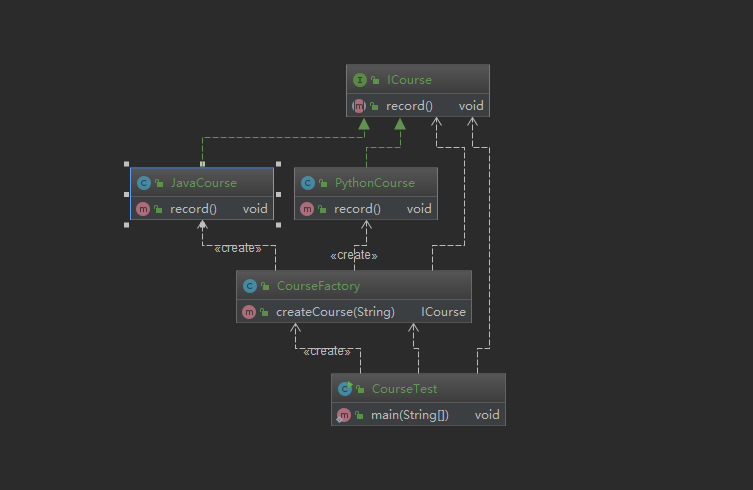 ICourse
record() void
JavaCourse
record() void
PythonCourse
record() void
«create»
«create»
CourseFactory
createCourse(String) ICourse
«create»
CourseTest
main(String[]) void